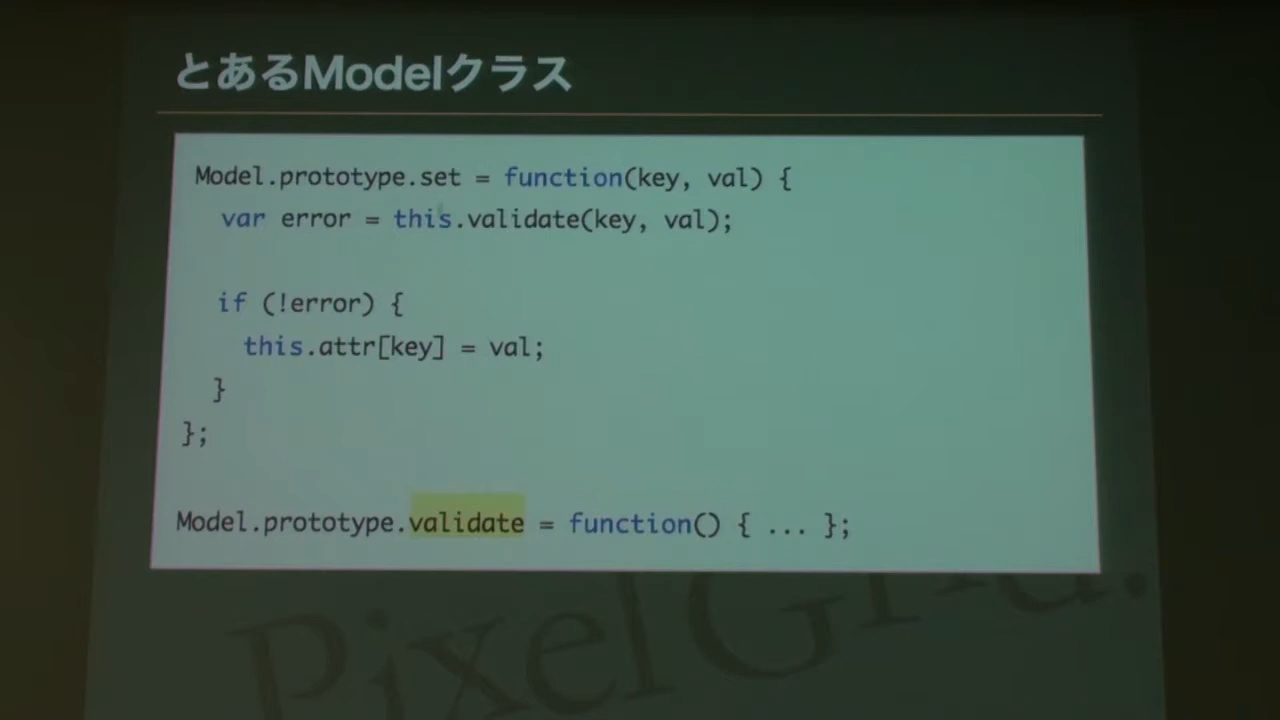 とあるModelクラス
Model.prototype.set = function(key, val) {
var error = this.validate(key, val);
if (!error) {
this.attr[key] = val;
}
};
Model.prototype.validate = function() { ... };
PixelGrid.